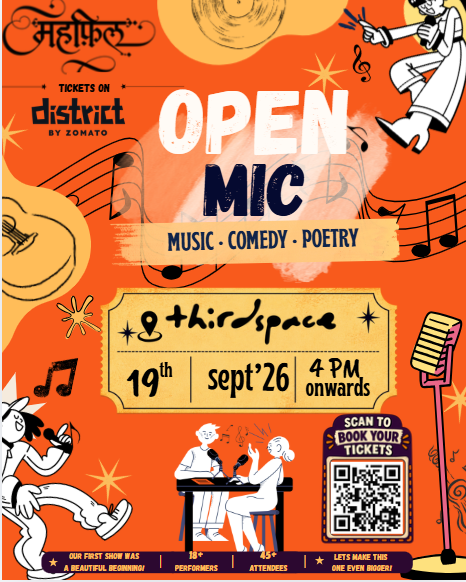 महफ़िल
TICKETS ON
district
BY ZOMATO
OPEN
MIC
MUSIC · COMEDY · POETRY
thirdspace
19th
sept'26
4 PM
onwards
SCAN TO
BOOK YOUR
TICKETS
OUR FIRST SHOW WAS
A BEAUTIFUL BEGINNING!
18+
PERFORMERS
45+
ATTENDEES
LETS MAKE THIS
ONE EVEN BIGGER!